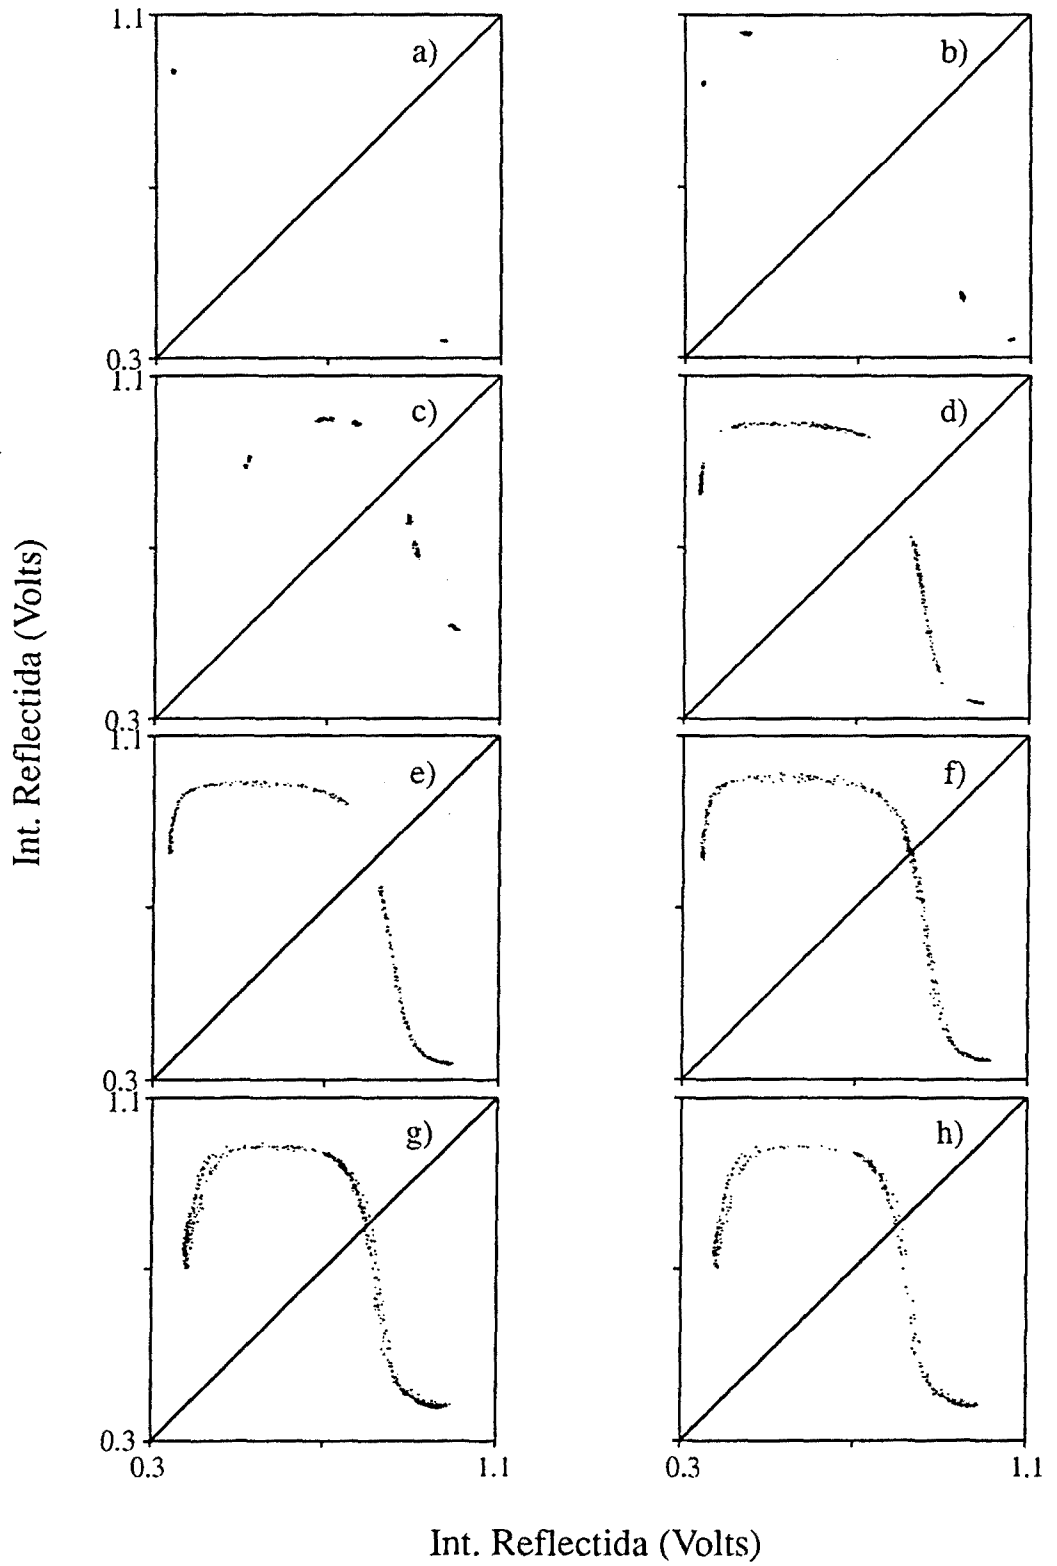 1.1
a)
b)
0.3
1.1
c)
d)
0.3
1.1
e)
f)
0.3
1.1
g)
h)
0.3
0.3
1.1
0.3
1.1
Int. Reflectida (Volts)
Int. Reflectida (Volts)